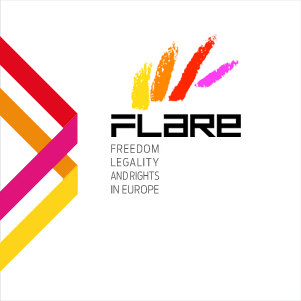 FLARE
FREEDOM
LEGALITY
AND RIGHTS
IN EUROPE